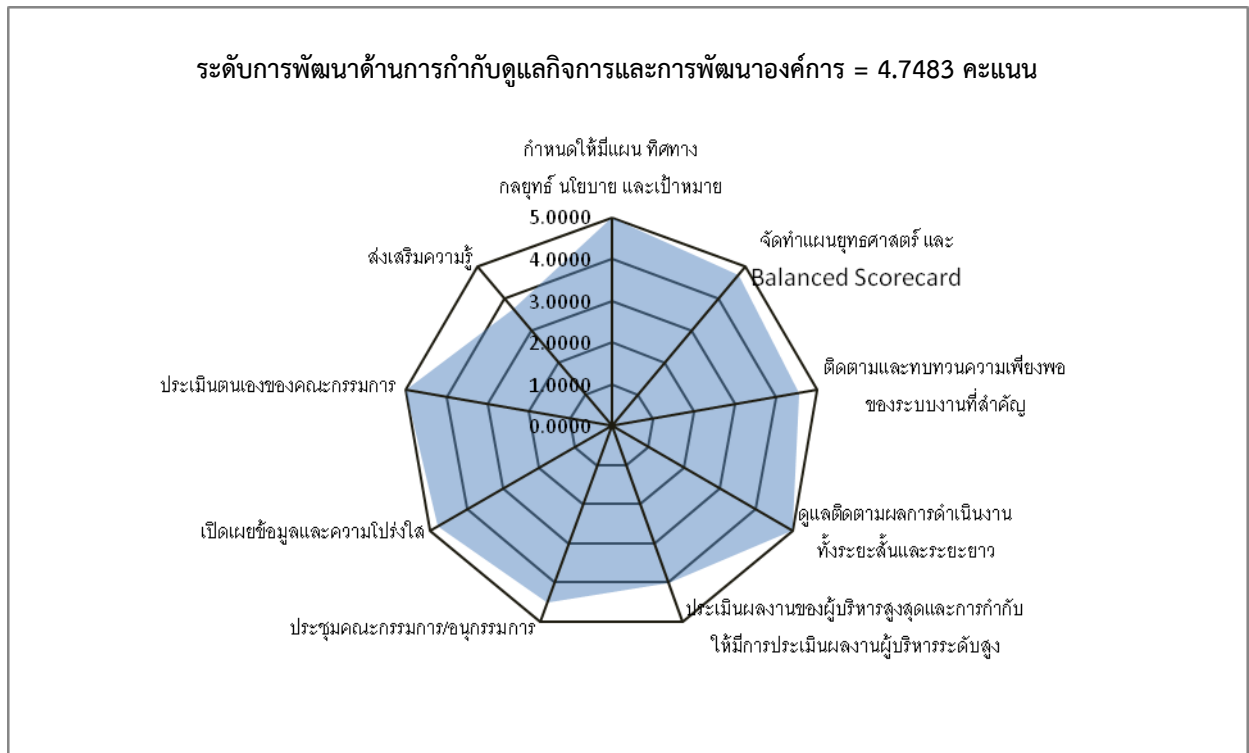 ระดับการพัฒนาด้านการกำกับดูแลกิจการและการพัฒนาองค์การ = 4.7483 คะแนน
กำหนดให้มีแผน ทิศทาง
กลยุทธ์ นโยบาย และเป้าหมาย
จัดทำแผนยุทธศาสตร์ และ
Balanced Scorecard
ติดตามและทบทวนความเพียงพอ
ของระบบงานที่สำคัญ
ดูแลติดตามผลการดำเนินงาน
ทั้งระยะสั้นและระยะยาว
ประเมินผลงานของผู้บริหารสูงสุดและการกำกับ
ให้มีการประเมินผลงานผู้บริหารระดับสูง
ประชุมคณะกรรมการ/อนุกรรมการ
เปิดเผยข้อมูลและความโปร่งใส
ประเมินตนเองของคณะกรรมการ
ส่งเสริมความรู้
5.0000
4.0000
3.0000
2.0000
1.0000
0.0000